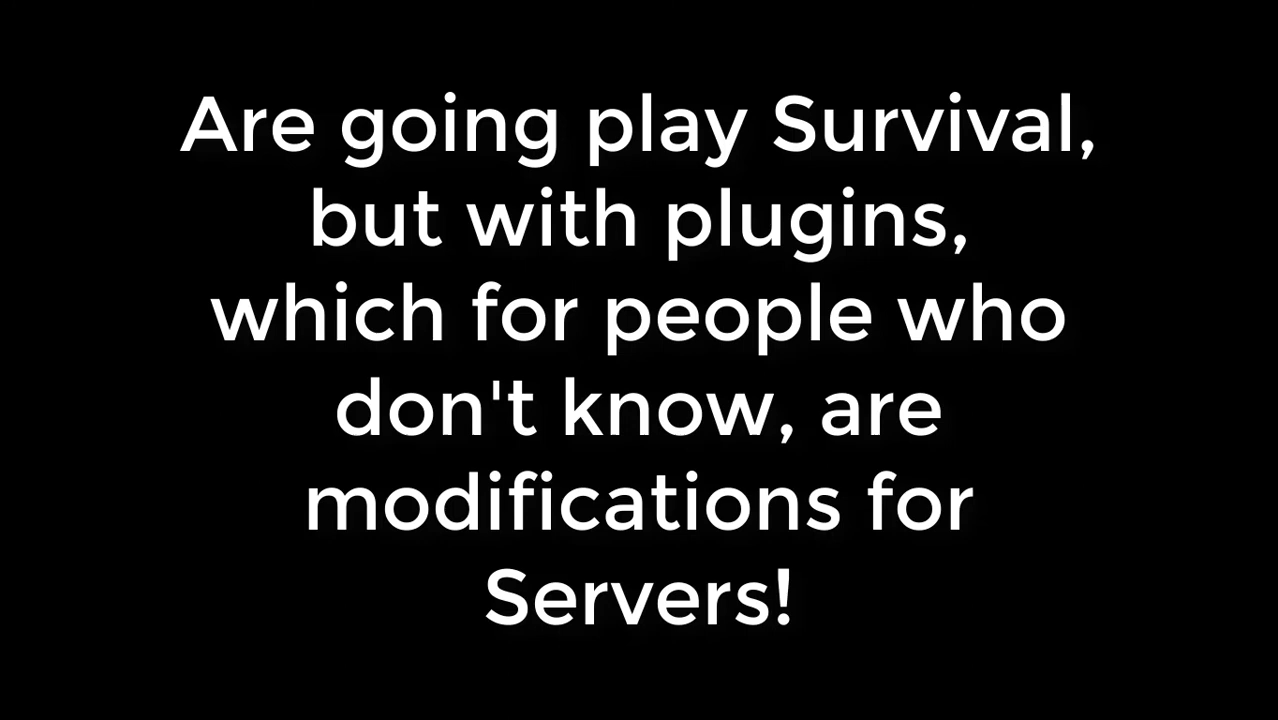 Are going play Survival,
but with plugins,
which for people who
don't know, are
modifications for
Servers!